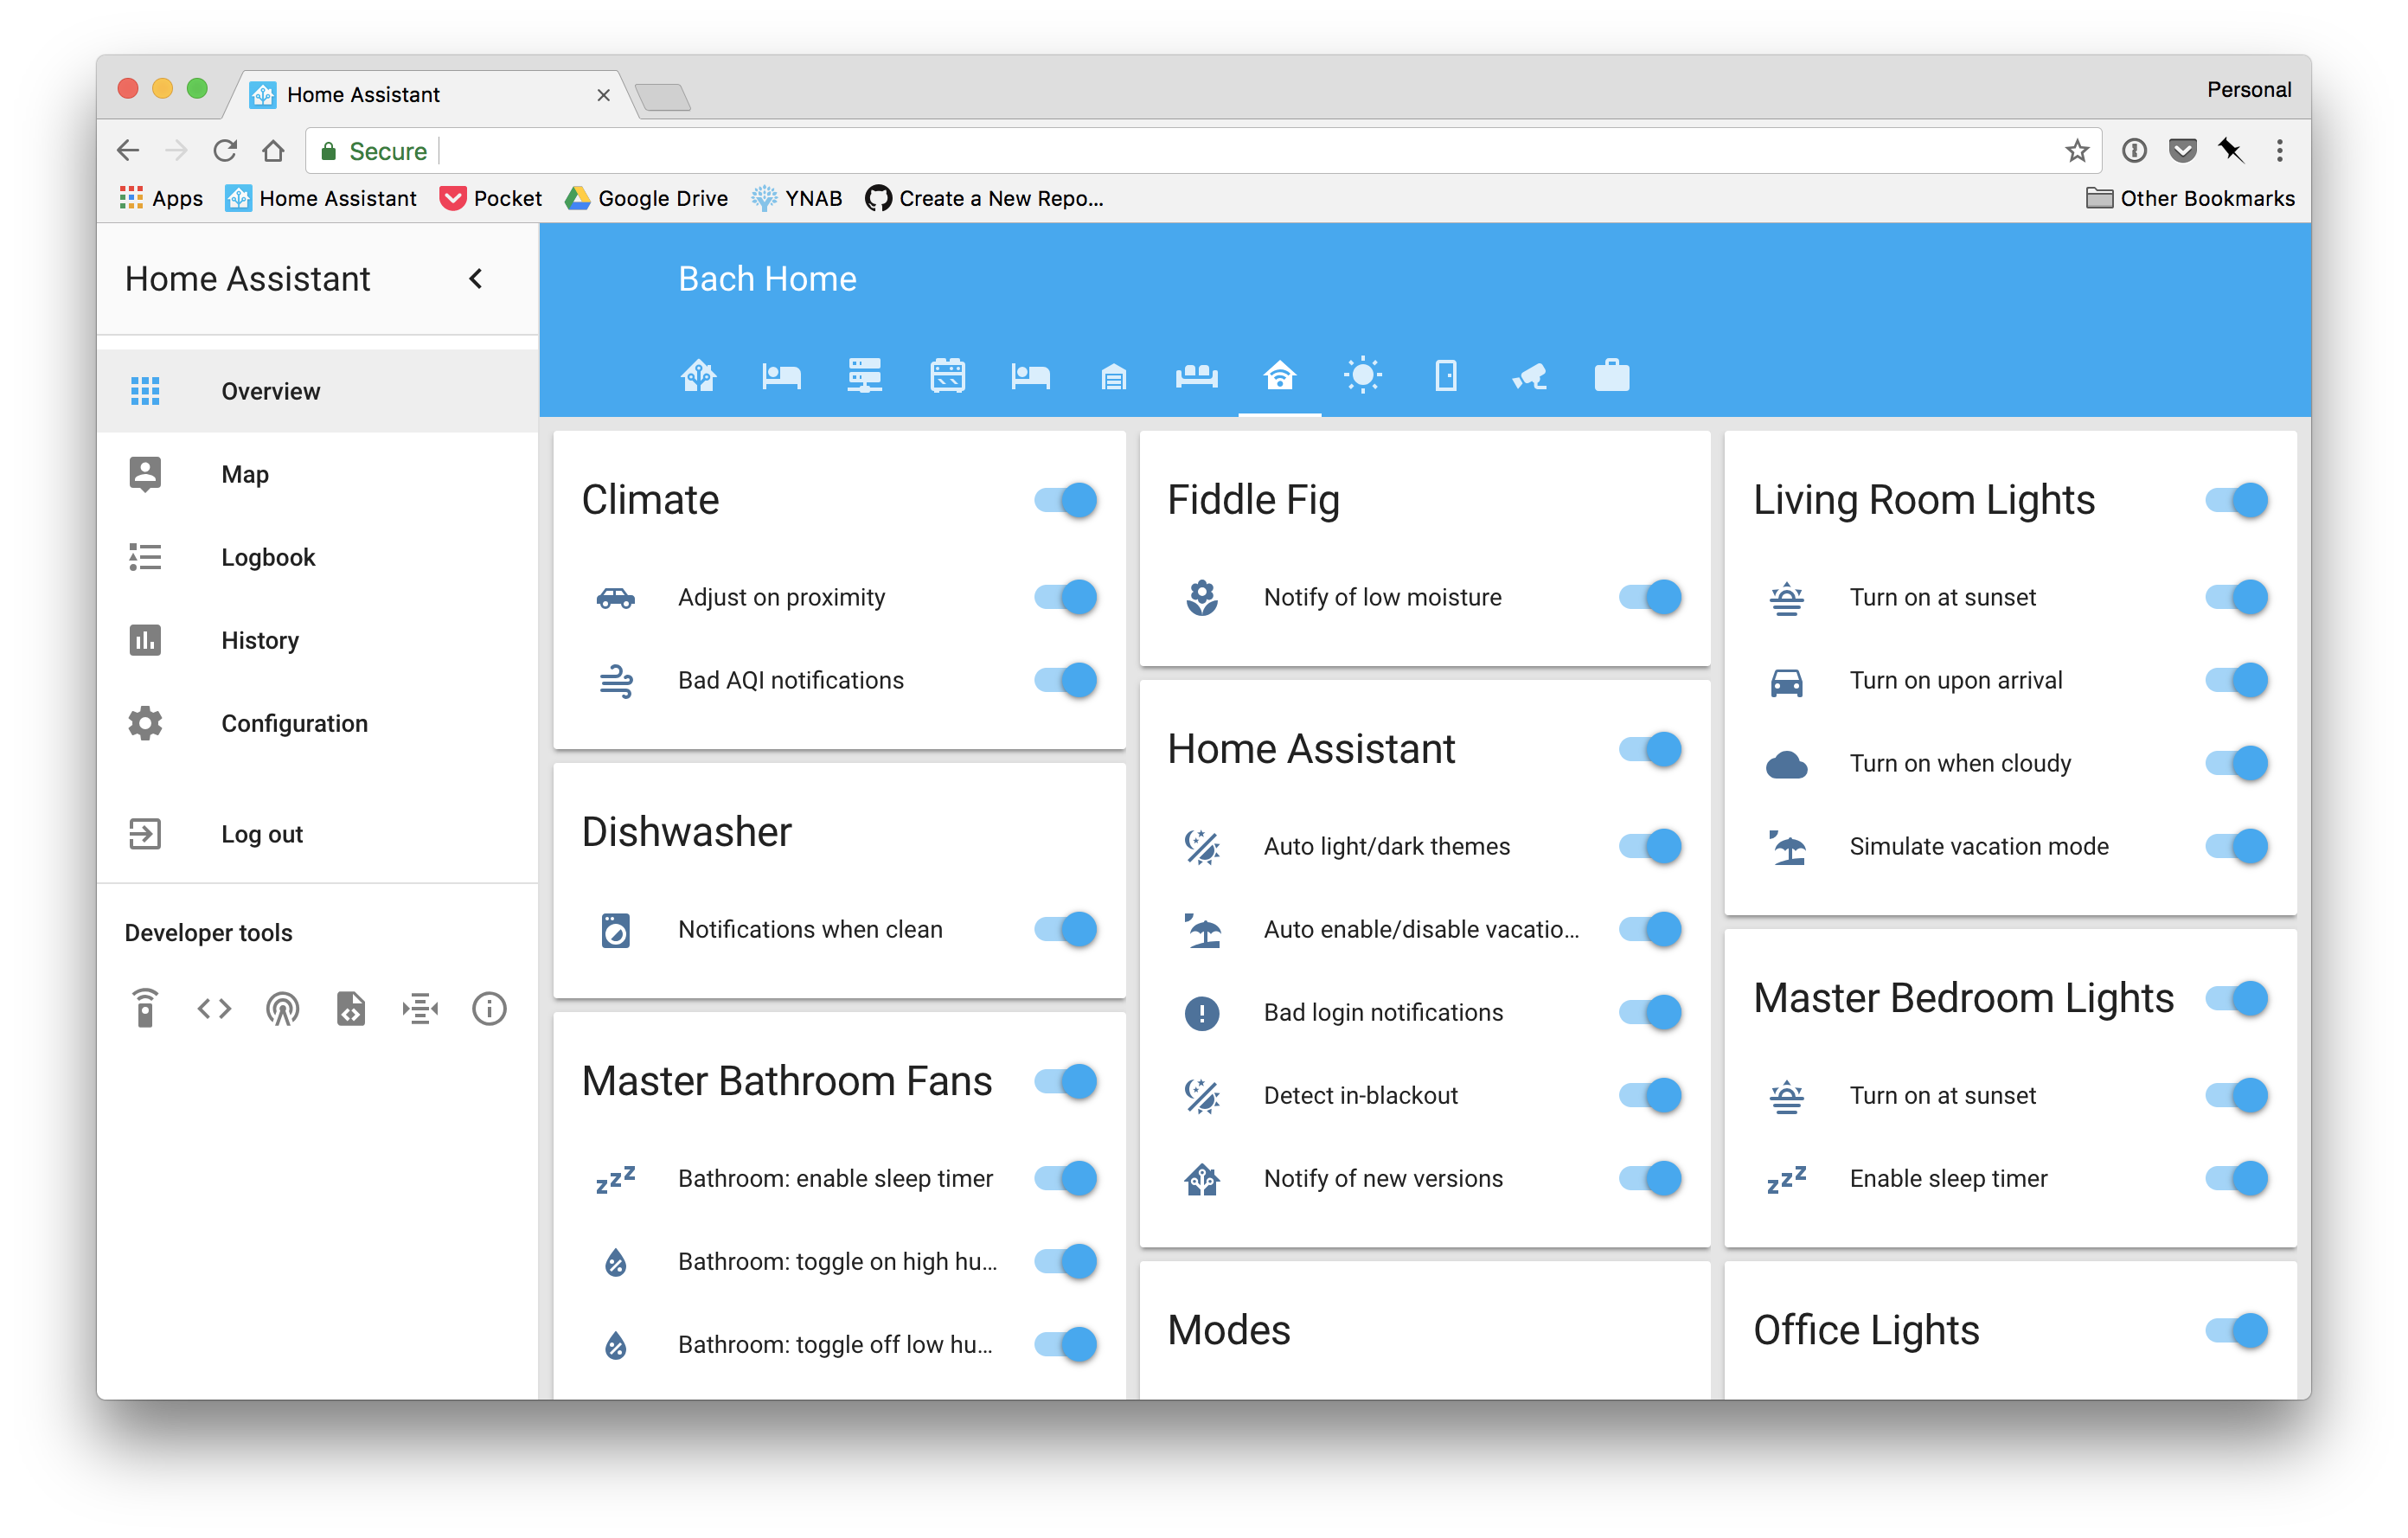 Home Assistant
Personal
Secure
Apps
Home Assistant
Pocket
Google Drive
YNAB
Create a New Repo...
Other Bookmarks
Home Assistant
Overview
Map
Logbook
History
Configuration
Log out
Developer tools
Bach Home
Climate
Adjust on proximity
Bad AQI notifications
Dishwasher
Notifications when clean
Master Bathroom Fans
Bathroom: enable sleep timer
Bathroom: toggle on high hu...
Bathroom: toggle off low hu...
Fiddle Fig
Notify of low moisture
Home Assistant
Auto light/dark themes
Auto enable/disable vacatio...
Bad login notifications
Detect in-blackout
Notify of new versions
Modes
Living Room Lights
Turn on at sunset
Turn on upon arrival
Turn on when cloudy
Simulate vacation mode
Master Bedroom Lights
Turn on at sunset
Enable sleep timer
Office Lights